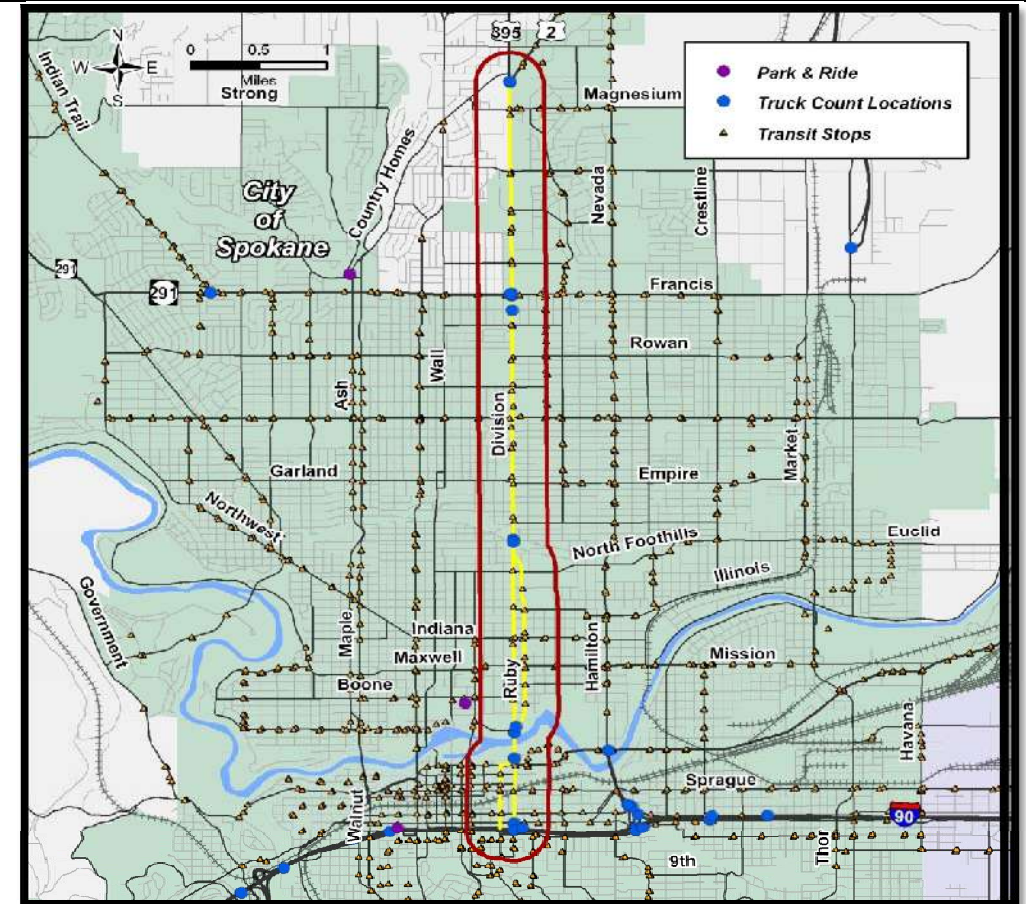 395
2
N
W
E
S
0
0.5
1
Miles
Strong
Indian Trail
Magnesium
Park & Ride
Truck Count Locations
Transit Stops
Country Homes
City
of
Spokane
Nevada
Crestline
291
291
Francis
Rowan
Wall
Ash
Division
Market
Garland
Empire
Northwest
North Foothills
Euclid
Illinois
Government
Maple
Indiana
Maxwell
Boone
Ruby
Hamilton
Mission
Havana
Sprague
Walnut
90
9th
Thor